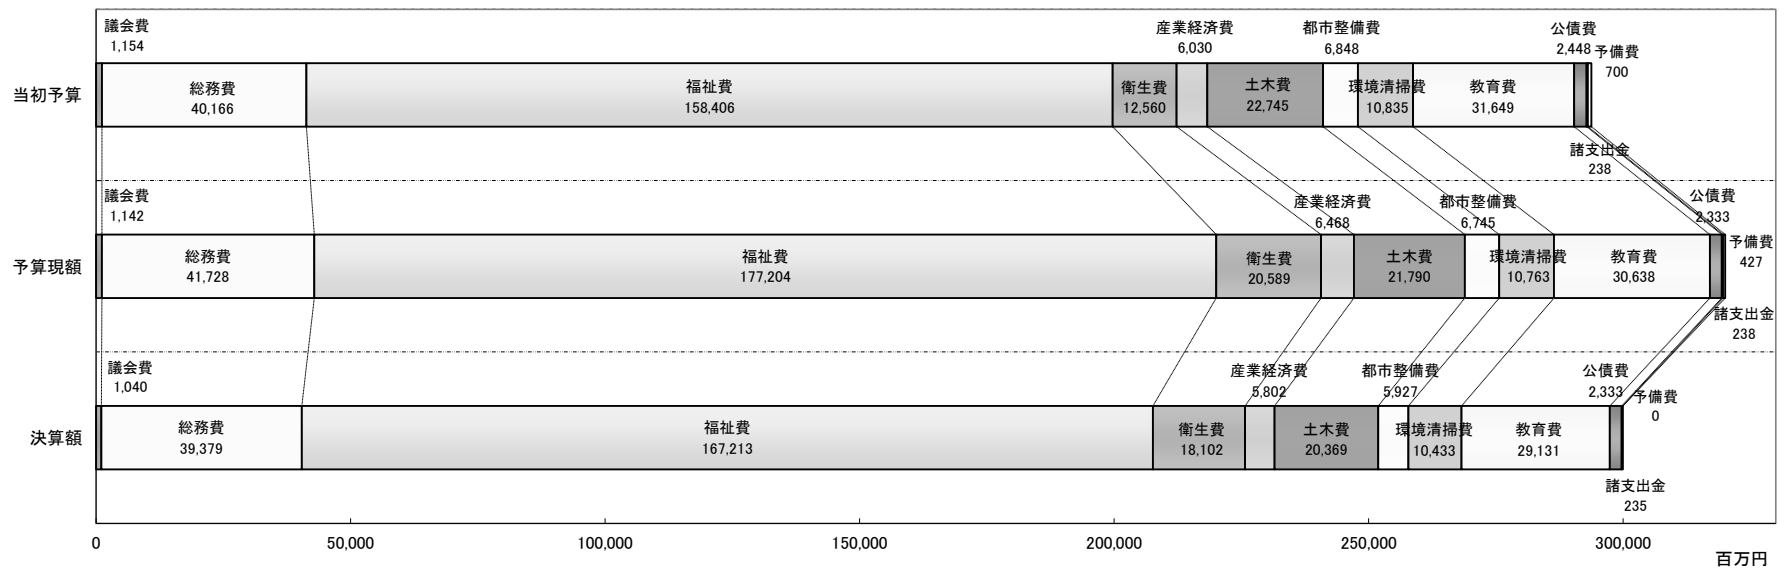 議会費
1,154
産業経済費
6,030
都市整備費
6,848
公債費
2,448
予備費
700
当初予算
総務費
40,166
福祉費
158,406
衛生費
12,560
土木費
22,745
環境清掃費
10,835
教育費
31,649
諸支出金
238
議会費
1,142
産業経済費
6,468
都市整備費
6,745
公債費
2,333
予備費
427
予算現額
総務費
41,728
福祉費
177,204
衛生費
20,589
土木費
21,790
環境清掃費
10,763
教育費
30,638
諸支出金
238
議会費
1,040
産業経済費
5,802
都市整備費
5,927
公債費
2,333
予備費
0
決算額
総務費
39,379
福祉費
167,213
衛生費
18,102
土木費
20,369
環境清掃費
10,433
教育費
29,131
諸支出金
235
0
50,000
100,000
150,000
200,000
250,000
300,000
百万円